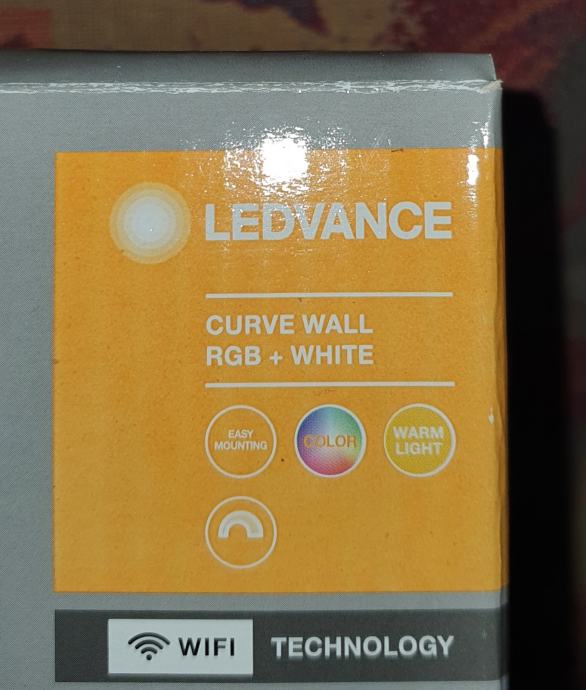 LEDVANCE
CURVE WALL
RGB + WHITE
EASY
MOUNTING
COLOR
WARM
LIGHT
WIFI TECHNOLOGY